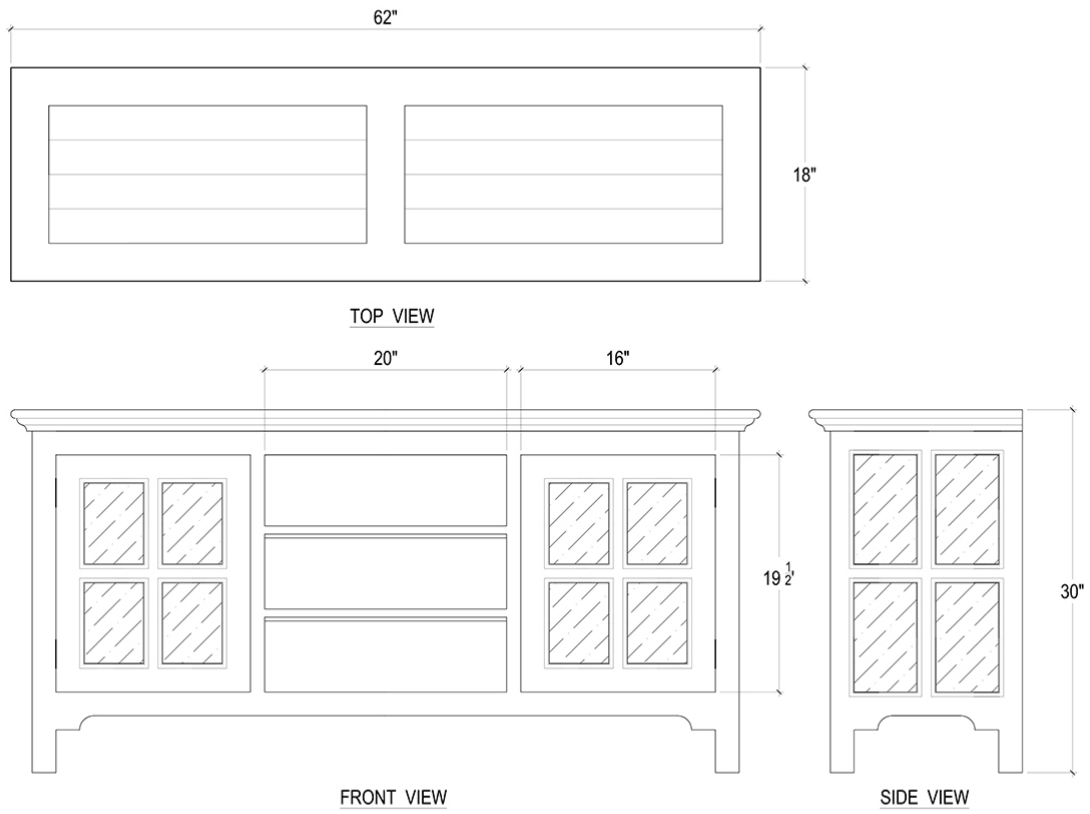 62"
18"
TOP VIEW
20"
16"
19 1/2'
30"
FRONT VIEW
SIDE VIEW